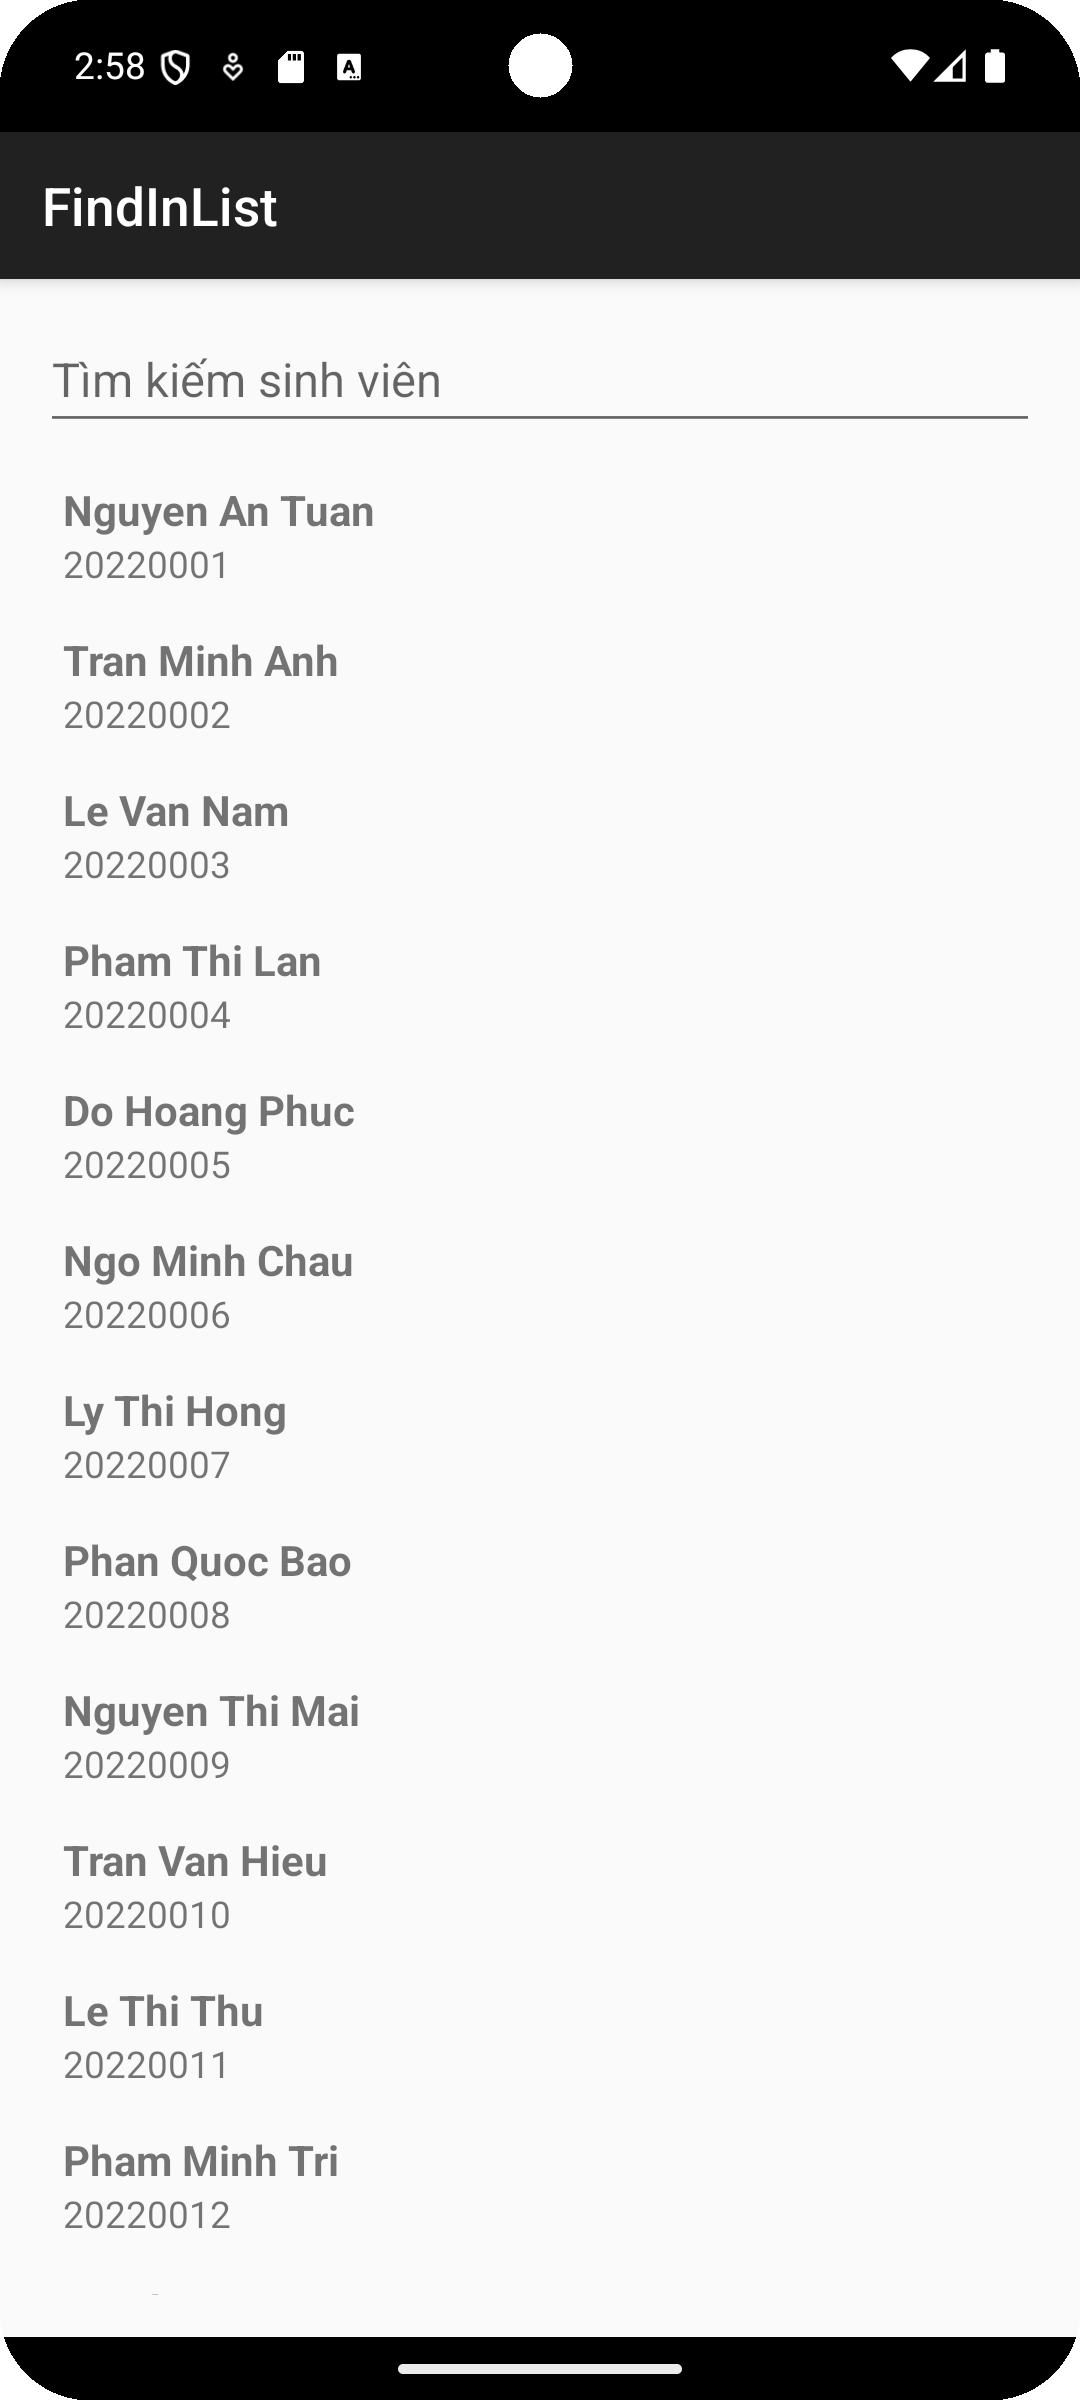 2:58
FindInList
Tìm kiếm sinh viên
Nguyen An Tuan
20220001
Tran Minh Anh
20220002
Le Van Nam
20220003
Pham Thi Lan
20220004
Do Hoang Phuc
20220005
Ngo Minh Chau
20220006
Ly Thi Hong
20220007
Phan Quoc Bao
20220008
Nguyen Thi Mai
20220009
Tran Van Hieu
20220010
Le Thi Thu
20220011
Pham Minh Tri
20220012